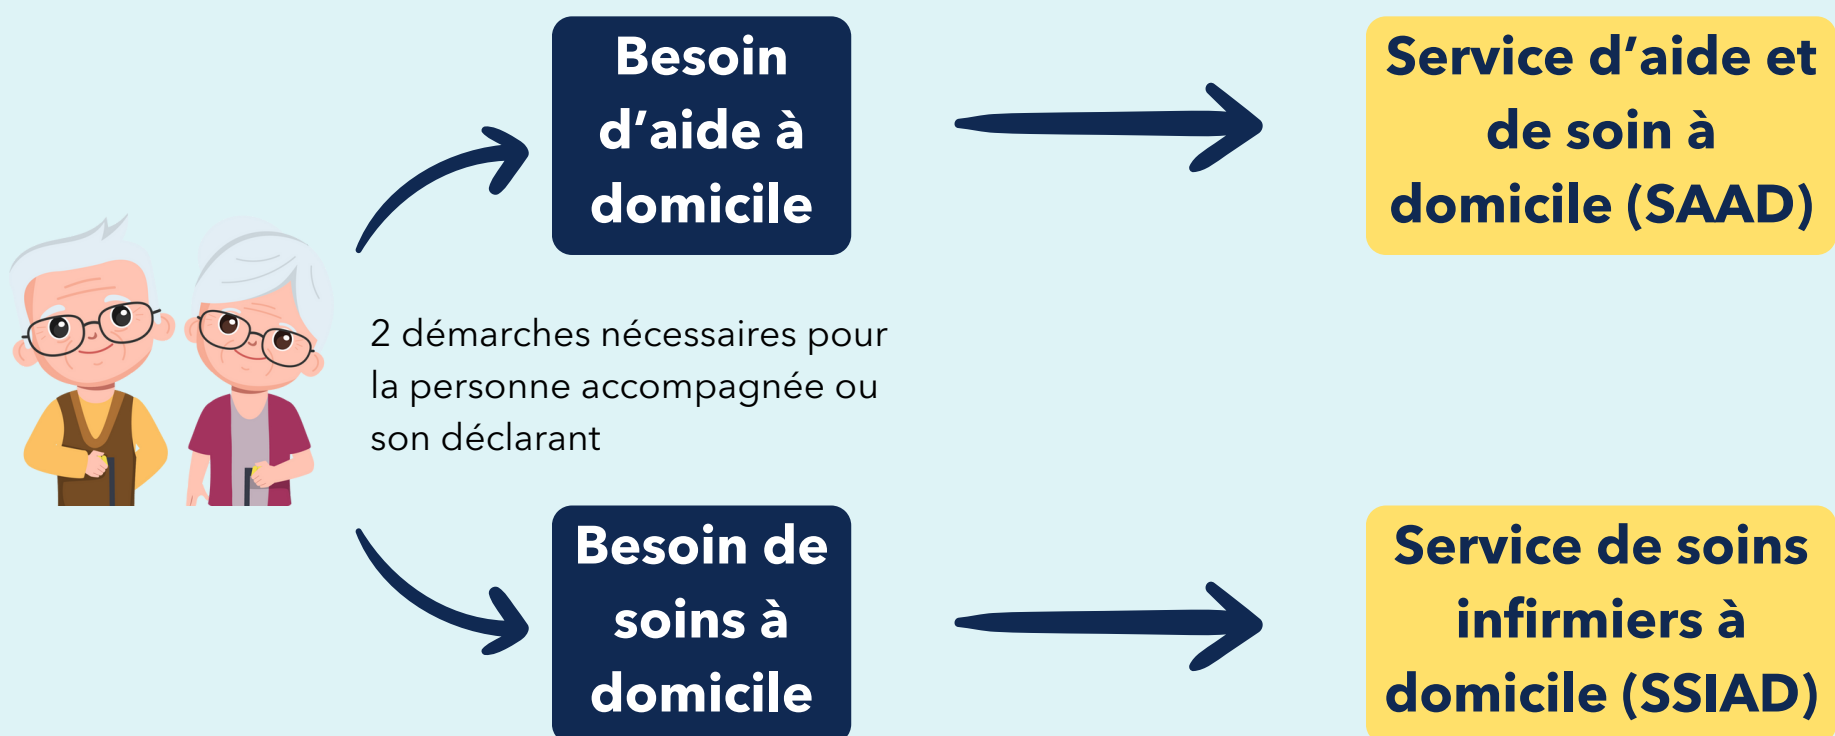 Besoin
d’aide à
domicile
Service d’aide et
de soin à
domicile (SAAD)
2 démarches nécessaires pour
la personne accompagnée ou
son déclarant
Besoin de
soins à
domicile
Service de soins
infirmiers à
domicile (SSIAD)